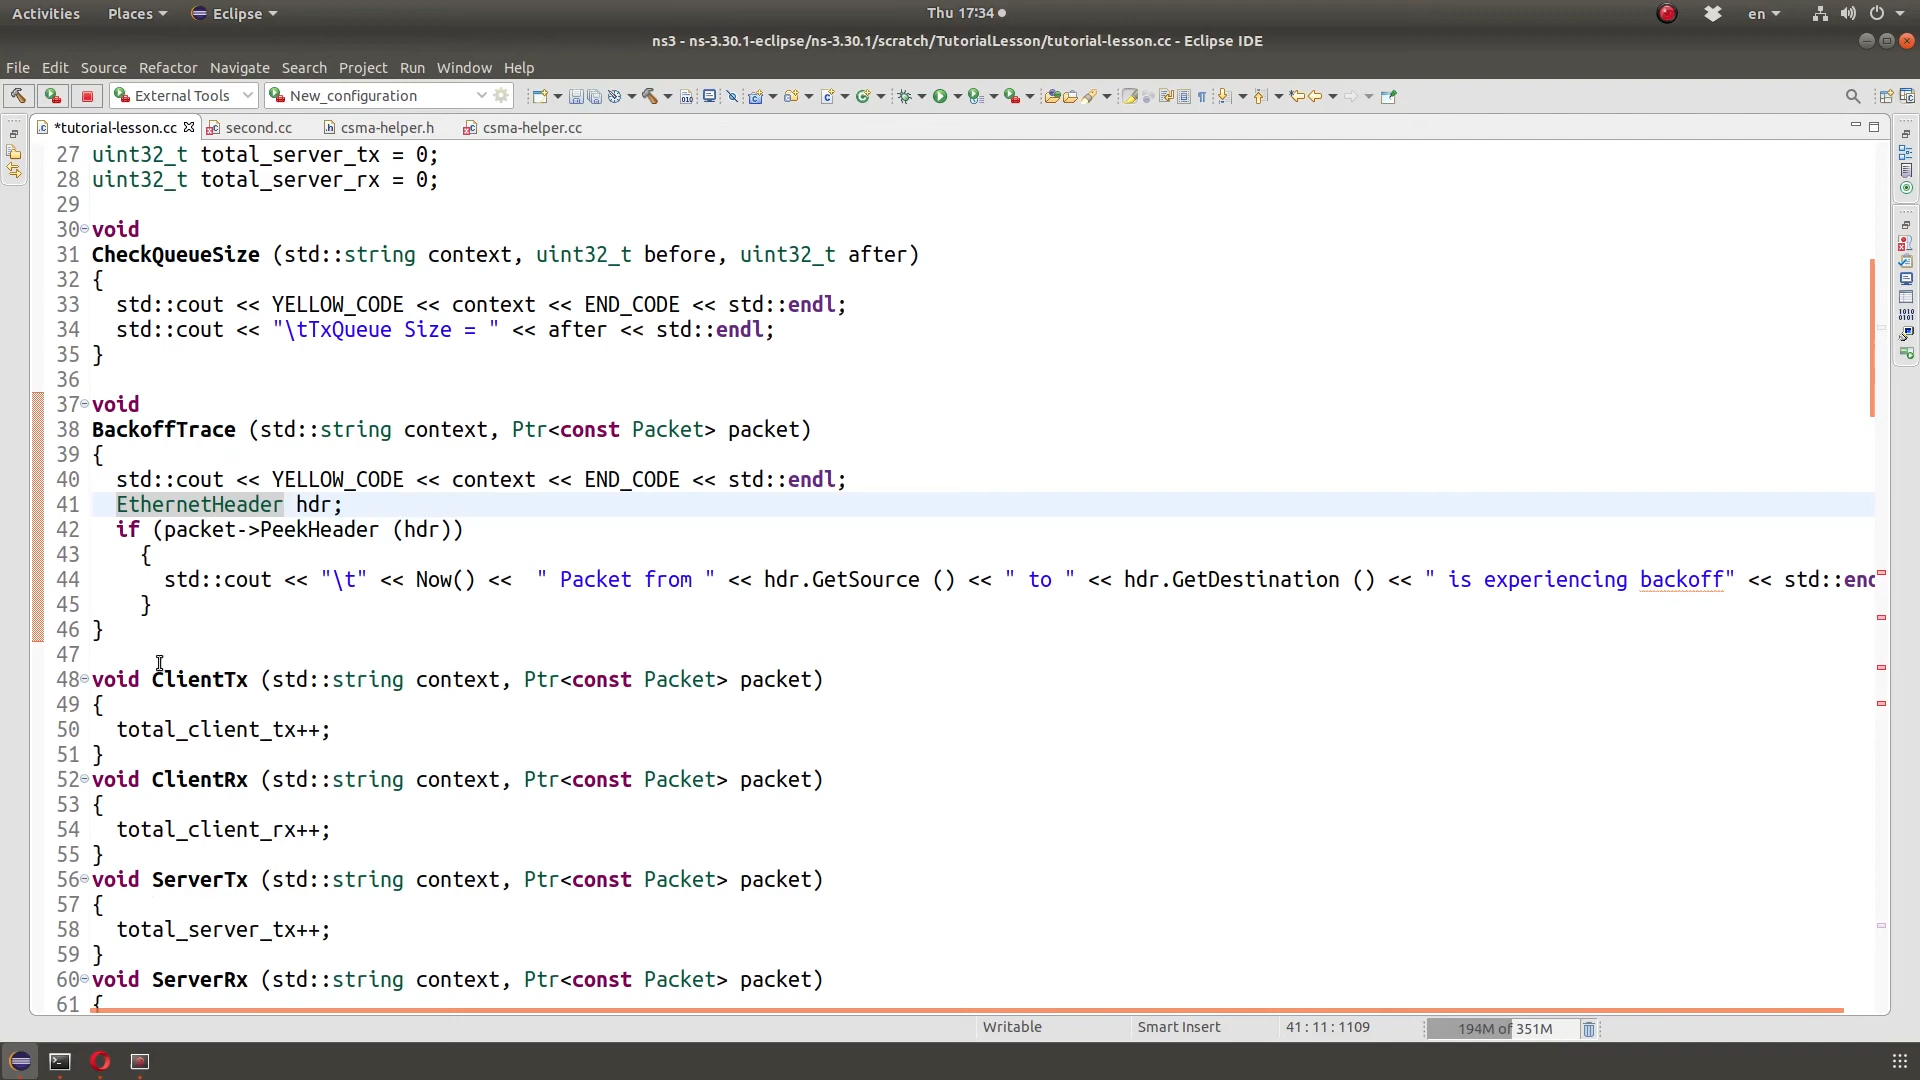 Activities Places Eclipse Thu 17:34 en
ns3 - ns-3.30.1-eclipse/ns-3.30.1/scratch/TutorialLesson/tutorial-lesson.cc - Eclipse IDE
File Edit Source Refactor Navigate Search Project Run Window Help
External Tools New_configuration
*tutorial-lesson.cc second.cc csma-helper.h csma-helper.cc
27 uint32_t total_server_tx = 0;
28 uint32_t total_server_rx = 0;
29
30 void
31 CheckQueueSize (std::string context, uint32_t before, uint32_t after)
32 {
33 std::cout << YELLOW_CODE << context << END_CODE << std::endl;
34 std::cout << "\tTxQueue Size = " << after << std::endl;
35 }
36
37 void
38 BackoffTrace (std::string context, Ptr<const Packet> packet)
39 {
40 std::cout << YELLOW_CODE << context << END_CODE << std::endl;
41 EthernetHeader hdr;
42 if (packet->PeekHeader (hdr))
43 {
44 std::cout << "\t" << Now() <<  " Packet from " << hdr.GetSource () << " to " << hdr.GetDestination () << " is experiencing backoff" << std::end
45 }
46 }
47
48 void ClientTx (std::string context, Ptr<const Packet> packet)
49 {
50 total_client_tx++;
51 }
52 void ClientRx (std::string context, Ptr<const Packet> packet)
53 {
54 total_client_rx++;
55 }
56 void ServerTx (std::string context, Ptr<const Packet> packet)
57 {
58 total_server_tx++;
59 }
60 void ServerRx (std::string context, Ptr<const Packet> packet)
61 {
Writable Smart Insert 41 : 11 : 1109 194M of 351M